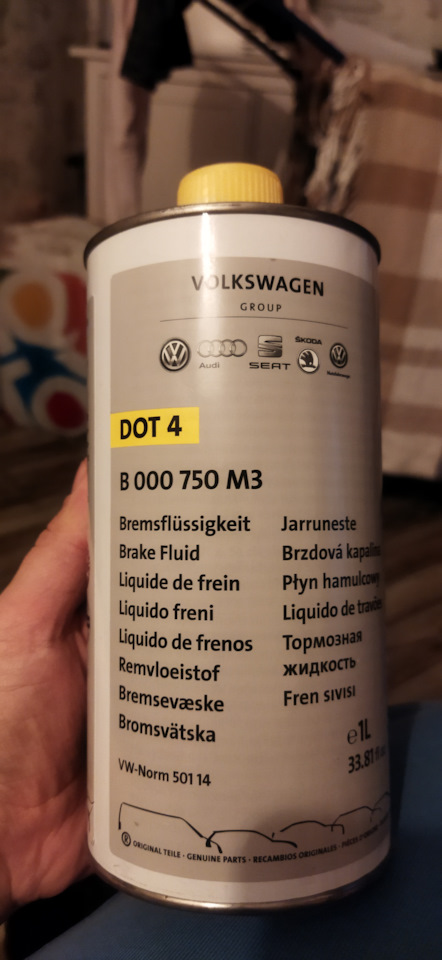 VOLKSWAGEN
GROUP
Audi
SEAT
ŠKODA
DOT 4
B 000 750 M3
Bremsflüssigkeit
Brake Fluid
Liquide de frein
Liquido freni
Liquido de frenos
Remvloeistof
Bremsevæske
Bromsvätska
Jarruneste
Brzdová kapalina
Płyn hamulcowy
Liquido de travões
Тормозная
жидкость
Fren sıvısı
e1L
33.81 fl
VW-Norm 501 14
® ORIGINAL TEILE · GENUINE PARTS · RECAMBIOS ORIGINALES · PIÈCES